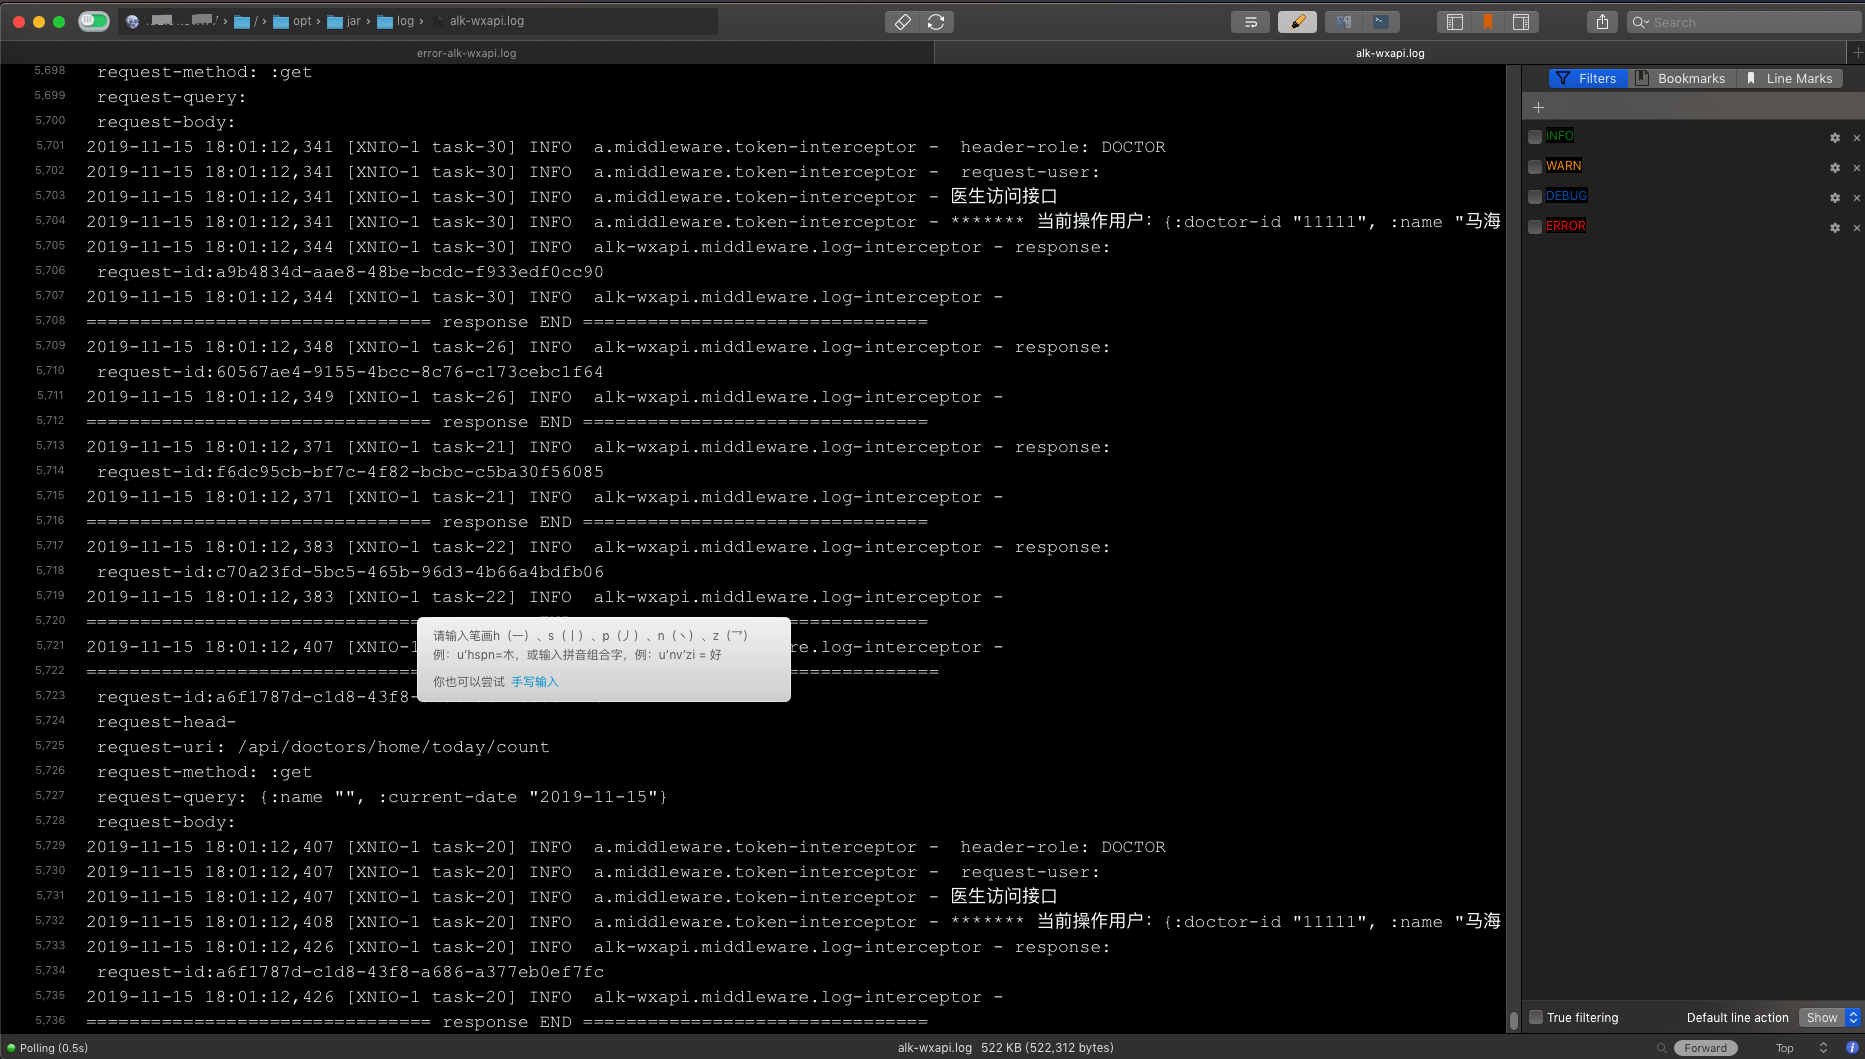 / › opt › jar › log › alk-wxapi.log
Search
error-alk-wxapi.log
alk-wxapi.log
5,698 request-method: :get
5,699 request-query:
5,700 request-body:
5,701 2019-11-15 18:01:12,341 [XNIO-1 task-30] INFO a.middleware.token-interceptor - header-role: DOCTOR
5,702 2019-11-15 18:01:12,341 [XNIO-1 task-30] INFO a.middleware.token-interceptor - request-user:
5,703 2019-11-15 18:01:12,341 [XNIO-1 task-30] INFO a.middleware.token-interceptor - 医生访问接口
5,704 2019-11-15 18:01:12,341 [XNIO-1 task-30] INFO a.middleware.token-interceptor - ******* 当前操作用户：{:doctor-id "11111", :name "马海
5,705 2019-11-15 18:01:12,344 [XNIO-1 task-30] INFO alk-wxapi.middleware.log-interceptor - response:
5,706 request-id:a9b4834d-aae8-48be-bcdc-f933edf0cc90
5,707 2019-11-15 18:01:12,344 [XNIO-1 task-30] INFO alk-wxapi.middleware.log-interceptor -
5,708 ================================ response END ================================
5,709 2019-11-15 18:01:12,348 [XNIO-1 task-26] INFO alk-wxapi.middleware.log-interceptor - response:
5,710 request-id:60567ae4-9155-4bcc-8c76-c173cebc1f64
5,711 2019-11-15 18:01:12,349 [XNIO-1 task-26] INFO alk-wxapi.middleware.log-interceptor -
5,712 ================================ response END ================================
5,713 2019-11-15 18:01:12,371 [XNIO-1 task-21] INFO alk-wxapi.middleware.log-interceptor - response:
5,714 request-id:f6dc95cb-bf7c-4f82-bcbc-c5ba30f56085
5,715 2019-11-15 18:01:12,371 [XNIO-1 task-21] INFO alk-wxapi.middleware.log-interceptor -
5,716 ================================ response END ================================
5,717 2019-11-15 18:01:12,383 [XNIO-1 task-22] INFO alk-wxapi.middleware.log-interceptor - response:
5,718 request-id:c70a23fd-5bc5-465b-96d3-4b66a4bdfb06
5,719 2019-11-15 18:01:12,383 [XNIO-1 task-22] INFO alk-wxapi.middleware.log-interceptor -
5,720 =============================== =============
5,721 2019-11-15 18:01:12,407 [XNIO-1 re.log-interceptor -
5,722 =============================== ==============
5,723 request-id:a6f1787d-c1d8-43f8-
请输入笔画h（一）、s（丨）、p（丿）、n（丶）、z（乛）
例：u'hspn=木，或输入拼音组合字，例：u'nv'zi = 好
你也可以尝试 手写输入
5,724 request-head-
5,725 request-uri: /api/doctors/home/today/count
5,726 request-method: :get
5,727 request-query: {:name "", :current-date "2019-11-15"}
5,728 request-body:
5,729 2019-11-15 18:01:12,407 [XNIO-1 task-20] INFO a.middleware.token-interceptor - header-role: DOCTOR
5,730 2019-11-15 18:01:12,407 [XNIO-1 task-20] INFO a.middleware.token-interceptor - request-user:
5,731 2019-11-15 18:01:12,407 [XNIO-1 task-20] INFO a.middleware.token-interceptor - 医生访问接口
5,732 2019-11-15 18:01:12,408 [XNIO-1 task-20] INFO a.middleware.token-interceptor - ******* 当前操作用户：{:doctor-id "11111", :name "马海
5,733 2019-11-15 18:01:12,426 [XNIO-1 task-20] INFO alk-wxapi.middleware.log-interceptor - response:
5,734 request-id:a6f1787d-c1d8-43f8-a686-a377eb0ef7fc
5,735 2019-11-15 18:01:12,426 [XNIO-1 task-20] INFO alk-wxapi.middleware.log-interceptor -
5,736 ================================ response END ================================
Filters Bookmarks Line Marks
INFO
WARN
DEBUG
ERROR
True filtering Default line action Show
Polling (0.5s)
alk-wxapi.log 522 KB (522,312 bytes)
Forward Top